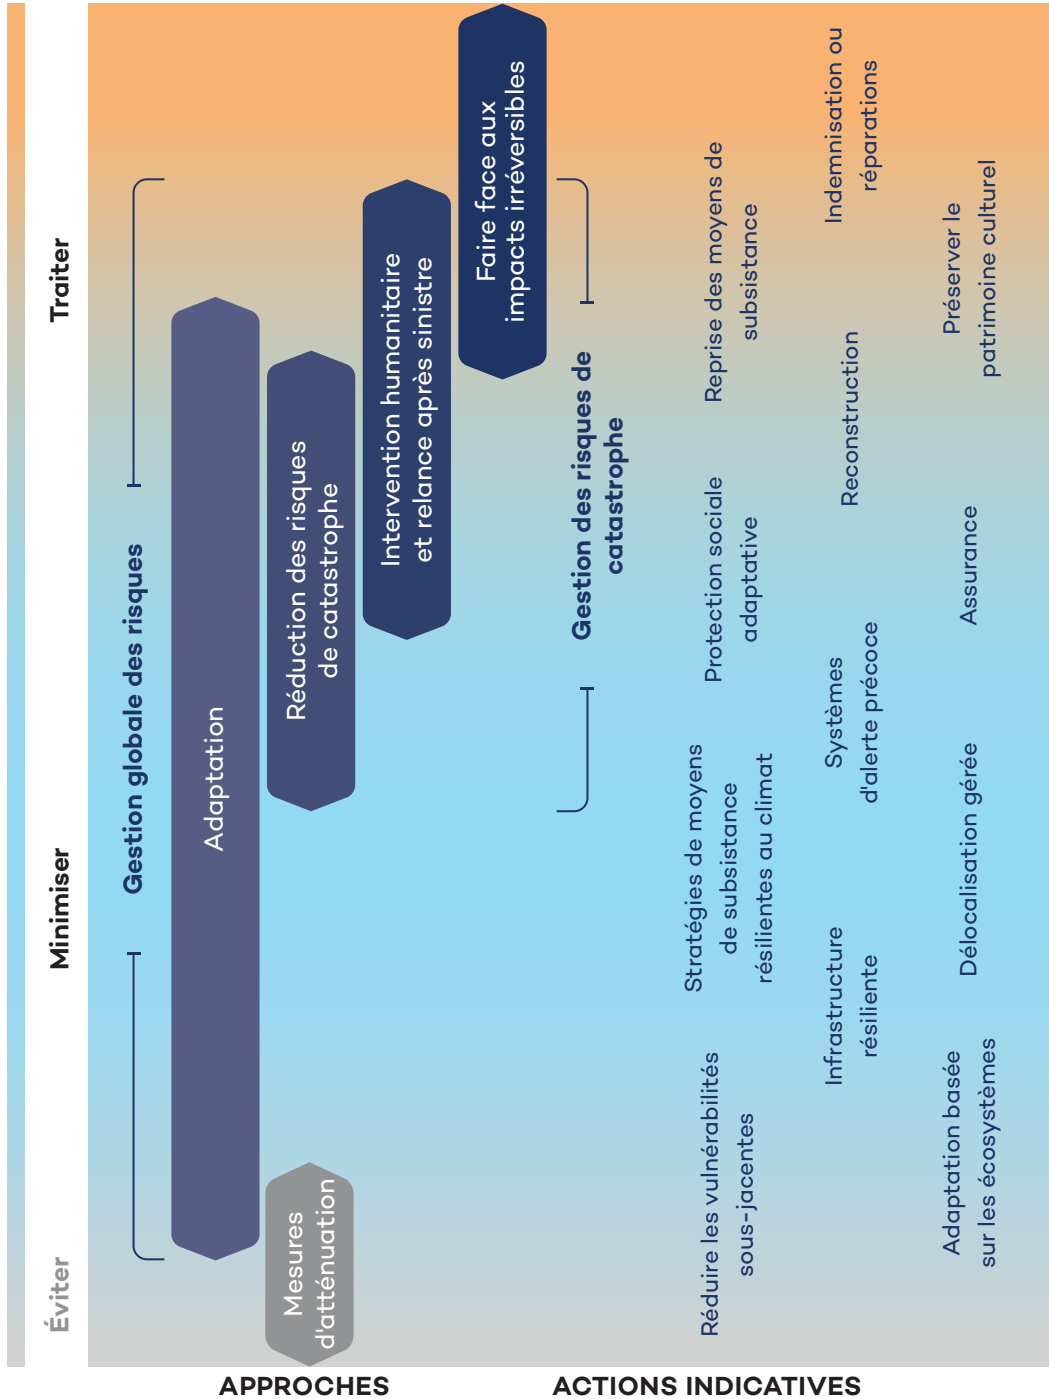 Éviter
Minimiser
Traiter
Gestion globale des risques
Adaptation
Mesures
d'atténuation
Réduction des risques
de catastrophe
Intervention humanitaire
et relance après sinistre
Faire face aux
impacts irréversibles
Gestion des risques de
catastrophe
Réduire les vulnérabilités
sous-jacentes
Stratégies de moyens
de subsistance
résilientes au climat
Protection sociale
adaptative
Reprise des moyens de
subsistance
Infrastructure
résiliente
Systèmes
d'alerte précoce
Reconstruction
Indemnisation ou
réparations
Adaptation basée
sur les écosystèmes
Délocalisation gérée
Assurance
Préserver le
patrimoine culturel
APPROCHES
ACTIONS INDICATIVES